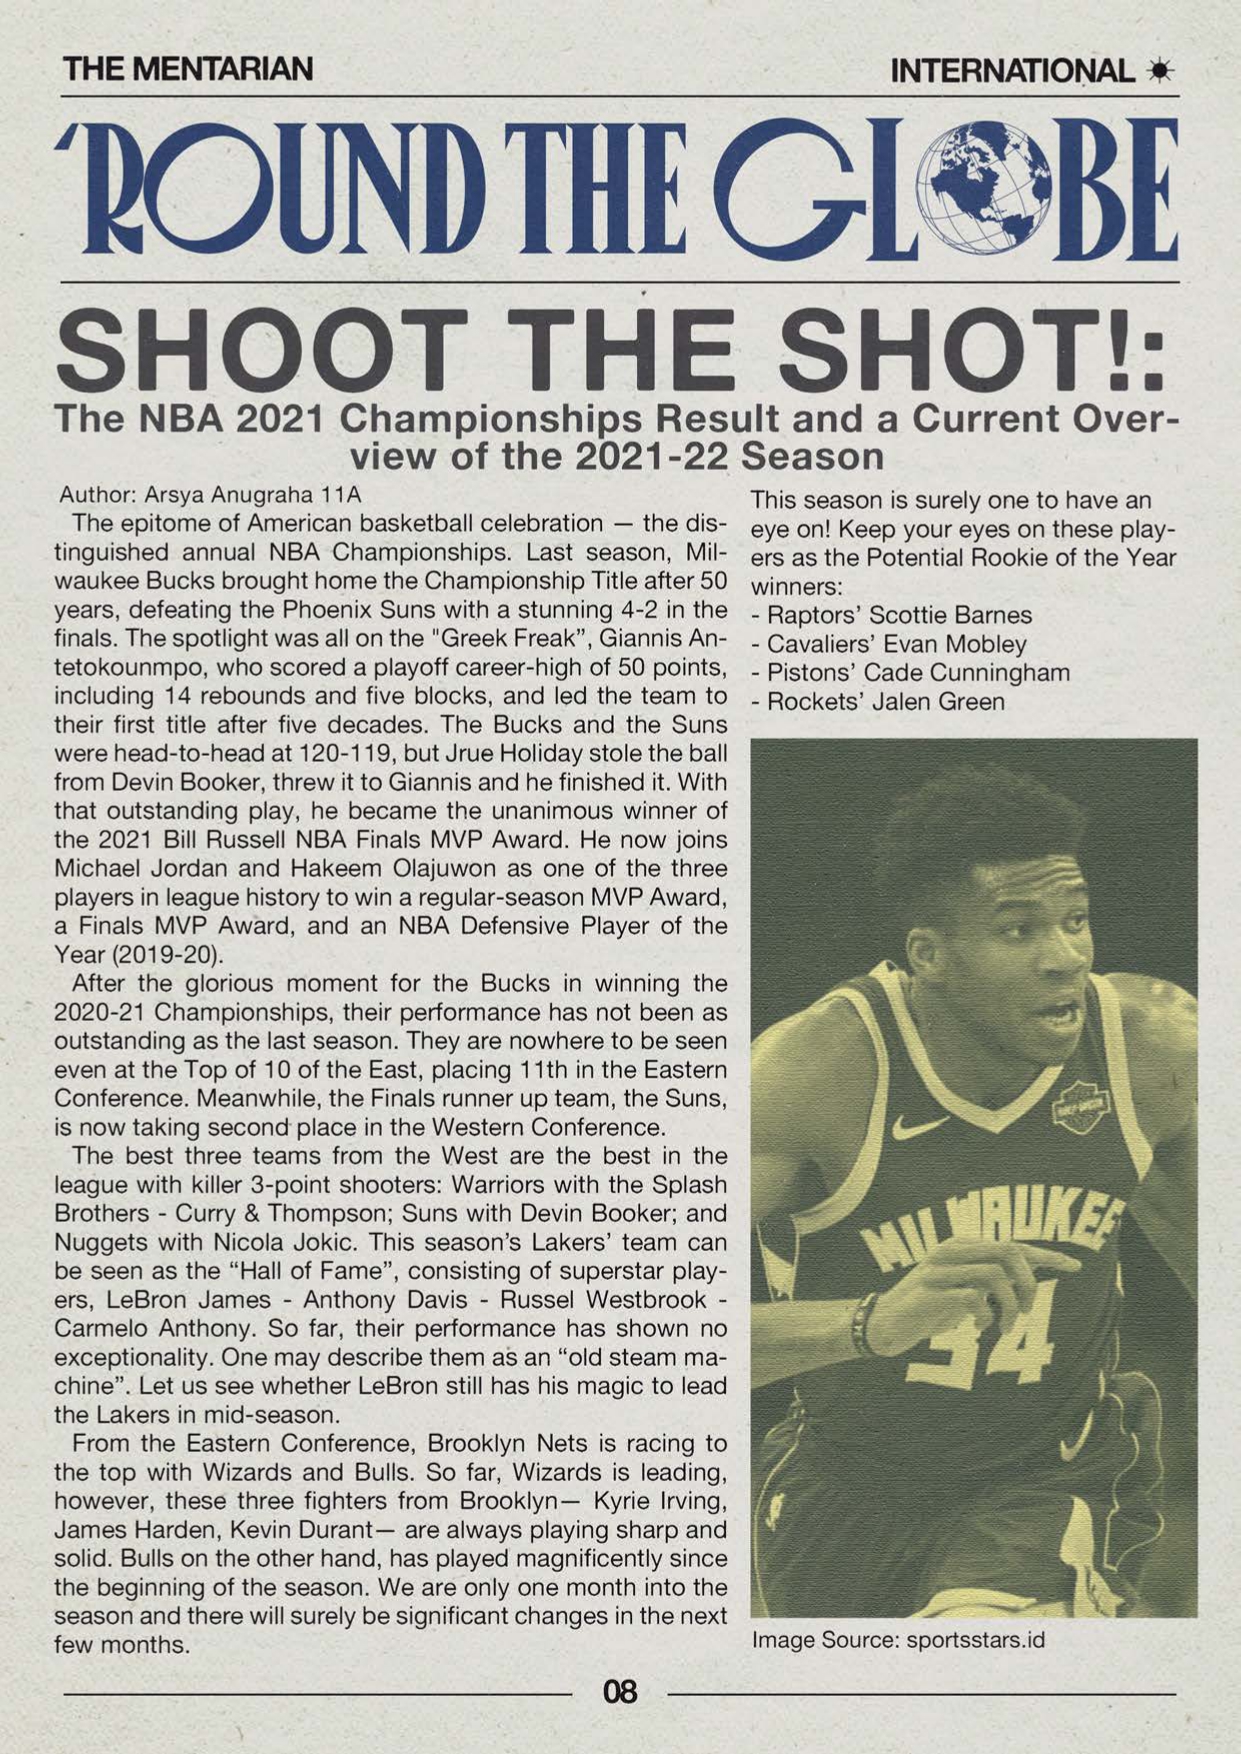 THE MENTARIAN
INTERNATIONAL
'ROUND THE GLOBE
SHOOT THE SHOT!:
The NBA 2021 Championships Result and a Current Over-
view of the 2021-22 Season
Author: Arsya Anugraha 11A
The epitome of American basketball celebration — the dis-
tinguished annual NBA Championships. Last season, Mil-
waukee Bucks brought home the Championship Title after 50
years, defeating the Phoenix Suns with a stunning 4-2 in the
finals. The spotlight was all on the "Greek Freak”, Giannis An-
tetokounmpo, who scored a playoff career-high of 50 points,
including 14 rebounds and five blocks, and led the team to
their first title after five decades. The Bucks and the Suns
were head-to-head at 120-119, but Jrue Holiday stole the ball
from Devin Booker, threw it to Giannis and he finished it. With
that outstanding play, he became the unanimous winner of
the 2021 Bill Russell NBA Finals MVP Award. He now joins
Michael Jordan and Hakeem Olajuwon as one of the three
players in league history to win a regular-season MVP Award,
a Finals MVP Award, and an NBA Defensive Player of the
Year (2019-20).
After the glorious moment for the Bucks in winning the
2020-21 Championships, their performance has not been as
outstanding as the last season. They are nowhere to be seen
even at the Top of 10 of the East, placing 11th in the Eastern
Conference. Meanwhile, the Finals runner up team, the Suns,
is now taking second place in the Western Conference.
The best three teams from the West are the best in the
league with killer 3-point shooters: Warriors with the Splash
Brothers - Curry & Thompson; Suns with Devin Booker; and
Nuggets with Nicola Jokic. This season’s Lakers’ team can
be seen as the “Hall of Fame”, consisting of superstar play-
ers, LeBron James - Anthony Davis - Russel Westbrook -
Carmelo Anthony. So far, their performance has shown no
exceptionality. One may describe them as an “old steam ma-
chine”. Let us see whether LeBron still has his magic to lead
the Lakers in mid-season.
From the Eastern Conference, Brooklyn Nets is racing to
the top with Wizards and Bulls. So far, Wizards is leading,
however, these three fighters from Brooklyn— Kyrie Irving,
James Harden, Kevin Durant— are always playing sharp and
solid. Bulls on the other hand, has played magnificently since
the beginning of the season. We are only one month into the
season and there will surely be significant changes in the next
few months.
This season is surely one to have an
eye on! Keep your eyes on these play-
ers as the Potential Rookie of the Year
winners:
- Raptors’ Scottie Barnes
- Cavaliers’ Evan Mobley
- Pistons’ Cade Cunningham
- Rockets’ Jalen Green
HARLEY-DAVIDSON
MILWAUKEE
34
Image Source: sportsstars.id
08